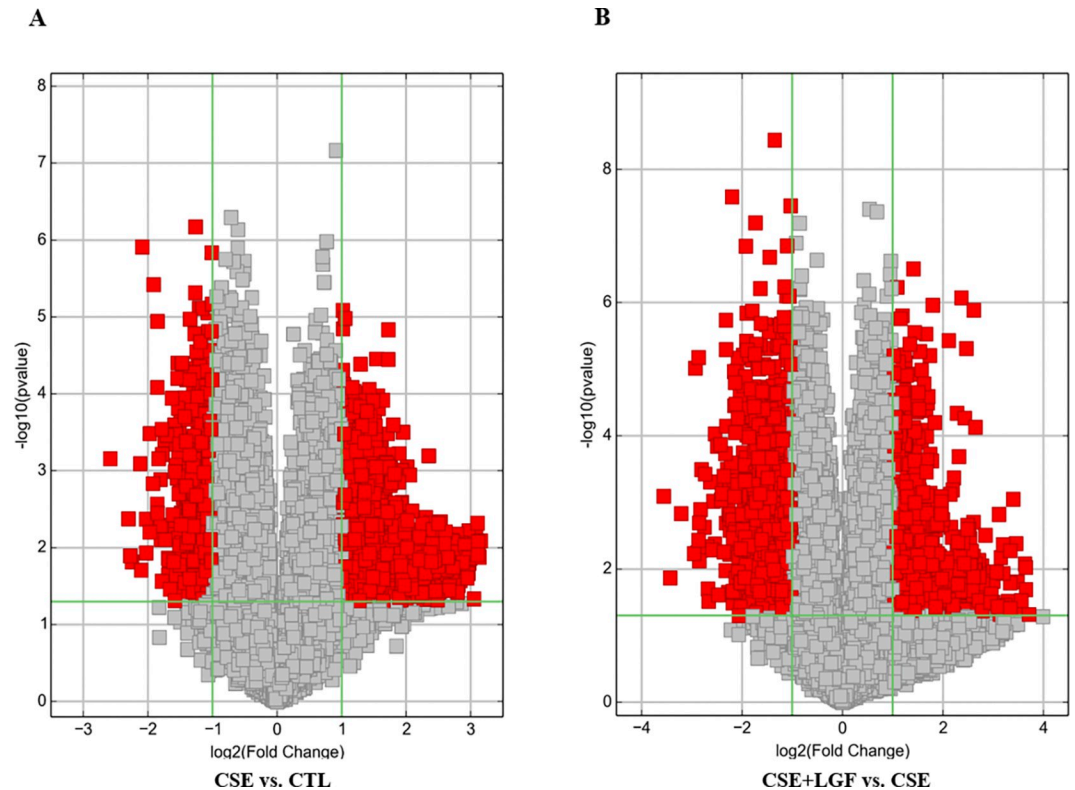 A
B
8
7
6
5
4
3
2
1
0
-log10(pvalue)
−3 −2 −1 0 1 2 3
log2(Fold Change)
CSE vs. CTL
8
6
4
2
0
-log10(pvalue)
−4 −2 0 2 4
log2(Fold Change)
CSE+LGF vs. CSE